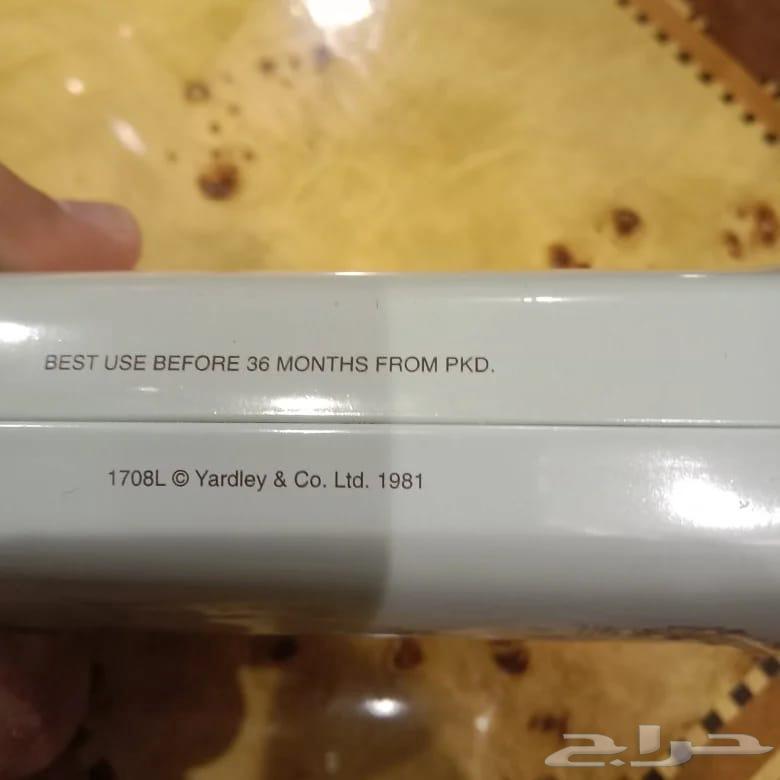 BEST USE BEFORE 36 MONTHS FROM PKD.
1708L © Yardley & Co. Ltd. 1981
حراج